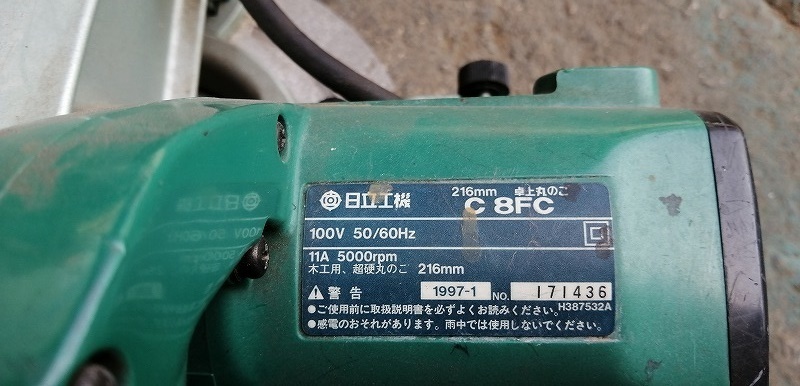 日立工機 216mm 卓上丸のこ
C 8FC
100V 50/60Hz
11A 5000rpm
木工用、超硬丸のこ 216mm
警告 1997-1 NO. 171436
●ご使用前に取扱説明書を必ずよくお読みください。 H387532A
●感電のおそれがあります。雨中では使用しないでください。